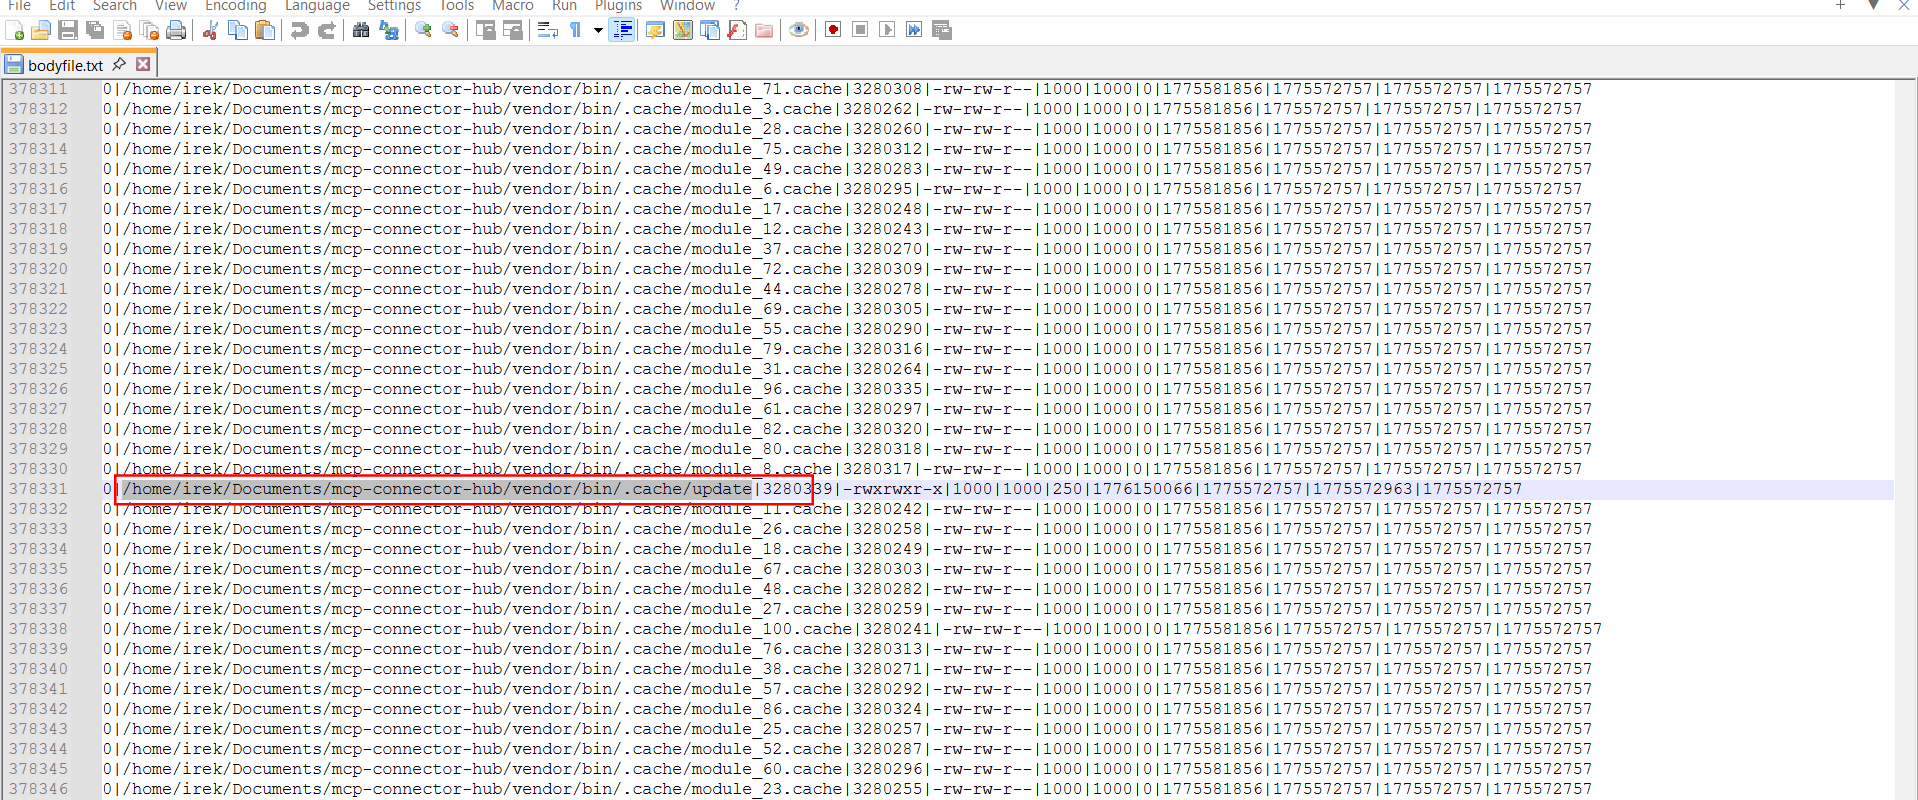 File Edit Search View Encoding Language Settings Tools Macro Run Plugins Window ?
bodyfile.txt
378311 0|/home/irek/Documents/mcp-connector-hub/vendor/bin/.cache/module_71.cache|3280308|-rw-rw-r--|1000|1000|0|1775581856|1775572757|1775572757|1775572757
378312 0|/home/irek/Documents/mcp-connector-hub/vendor/bin/.cache/module_3.cache|3280262|-rw-rw-r--|1000|1000|0|1775581856|1775572757|1775572757|1775572757
378313 0|/home/irek/Documents/mcp-connector-hub/vendor/bin/.cache/module_28.cache|3280260|-rw-rw-r--|1000|1000|0|1775581856|1775572757|1775572757|1775572757
378314 0|/home/irek/Documents/mcp-connector-hub/vendor/bin/.cache/module_75.cache|3280312|-rw-rw-r--|1000|1000|0|1775581856|1775572757|1775572757|1775572757
378315 0|/home/irek/Documents/mcp-connector-hub/vendor/bin/.cache/module_49.cache|3280283|-rw-rw-r--|1000|1000|0|1775581856|1775572757|1775572757|1775572757
378316 0|/home/irek/Documents/mcp-connector-hub/vendor/bin/.cache/module_6.cache|3280295|-rw-rw-r--|1000|1000|0|1775581856|1775572757|1775572757|1775572757
378317 0|/home/irek/Documents/mcp-connector-hub/vendor/bin/.cache/module_17.cache|3280248|-rw-rw-r--|1000|1000|0|1775581856|1775572757|1775572757|1775572757
378318 0|/home/irek/Documents/mcp-connector-hub/vendor/bin/.cache/module_12.cache|3280243|-rw-rw-r--|1000|1000|0|1775581856|1775572757|1775572757|1775572757
378319 0|/home/irek/Documents/mcp-connector-hub/vendor/bin/.cache/module_37.cache|3280270|-rw-rw-r--|1000|1000|0|1775581856|1775572757|1775572757|1775572757
378320 0|/home/irek/Documents/mcp-connector-hub/vendor/bin/.cache/module_72.cache|3280309|-rw-rw-r--|1000|1000|0|1775581856|1775572757|1775572757|1775572757
378321 0|/home/irek/Documents/mcp-connector-hub/vendor/bin/.cache/module_44.cache|3280278|-rw-rw-r--|1000|1000|0|1775581856|1775572757|1775572757|1775572757
378322 0|/home/irek/Documents/mcp-connector-hub/vendor/bin/.cache/module_69.cache|3280305|-rw-rw-r--|1000|1000|0|1775581856|1775572757|1775572757|1775572757
378323 0|/home/irek/Documents/mcp-connector-hub/vendor/bin/.cache/module_55.cache|3280290|-rw-rw-r--|1000|1000|0|1775581856|1775572757|1775572757|1775572757
378324 0|/home/irek/Documents/mcp-connector-hub/vendor/bin/.cache/module_79.cache|3280316|-rw-rw-r--|1000|1000|0|1775581856|1775572757|1775572757|1775572757
378325 0|/home/irek/Documents/mcp-connector-hub/vendor/bin/.cache/module_31.cache|3280264|-rw-rw-r--|1000|1000|0|1775581856|1775572757|1775572757|1775572757
378326 0|/home/irek/Documents/mcp-connector-hub/vendor/bin/.cache/module_96.cache|3280335|-rw-rw-r--|1000|1000|0|1775581856|1775572757|1775572757|1775572757
378327 0|/home/irek/Documents/mcp-connector-hub/vendor/bin/.cache/module_61.cache|3280297|-rw-rw-r--|1000|1000|0|1775581856|1775572757|1775572757|1775572757
378328 0|/home/irek/Documents/mcp-connector-hub/vendor/bin/.cache/module_82.cache|3280320|-rw-rw-r--|1000|1000|0|1775581856|1775572757|1775572757|1775572757
378329 0|/home/irek/Documents/mcp-connector-hub/vendor/bin/.cache/module_80.cache|3280318|-rw-rw-r--|1000|1000|0|1775581856|1775572757|1775572757|1775572757
378330 0|/home/irek/Documents/mcp-connector-hub/vendor/bin/.cache/module_8.cache|3280317|-rw-rw-r--|1000|1000|0|1775581856|1775572757|1775572757|1775572757
378331 0|/home/irek/Documents/mcp-connector-hub/vendor/bin/.cache/update|3280339|-rwxrwxr-x|1000|1000|250|1776150066|1775572757|1775572963|1775572757
378332 0|/home/irek/Documents/mcp-connector-hub/vendor/bin/.cache/module_11.cache|3280242|-rw-rw-r--|1000|1000|0|1775581856|1775572757|1775572757|1775572757
378333 0|/home/irek/Documents/mcp-connector-hub/vendor/bin/.cache/module_26.cache|3280258|-rw-rw-r--|1000|1000|0|1775581856|1775572757|1775572757|1775572757
378334 0|/home/irek/Documents/mcp-connector-hub/vendor/bin/.cache/module_18.cache|3280249|-rw-rw-r--|1000|1000|0|1775581856|1775572757|1775572757|1775572757
378335 0|/home/irek/Documents/mcp-connector-hub/vendor/bin/.cache/module_67.cache|3280303|-rw-rw-r--|1000|1000|0|1775581856|1775572757|1775572757|1775572757
378336 0|/home/irek/Documents/mcp-connector-hub/vendor/bin/.cache/module_48.cache|3280282|-rw-rw-r--|1000|1000|0|1775581856|1775572757|1775572757|1775572757
378337 0|/home/irek/Documents/mcp-connector-hub/vendor/bin/.cache/module_27.cache|3280259|-rw-rw-r--|1000|1000|0|1775581856|1775572757|1775572757|1775572757
378338 0|/home/irek/Documents/mcp-connector-hub/vendor/bin/.cache/module_100.cache|3280241|-rw-rw-r--|1000|1000|0|1775581856|1775572757|1775572757|1775572757
378339 0|/home/irek/Documents/mcp-connector-hub/vendor/bin/.cache/module_76.cache|3280313|-rw-rw-r--|1000|1000|0|1775581856|1775572757|1775572757|1775572757
378340 0|/home/irek/Documents/mcp-connector-hub/vendor/bin/.cache/module_38.cache|3280271|-rw-rw-r--|1000|1000|0|1775581856|1775572757|1775572757|1775572757
378341 0|/home/irek/Documents/mcp-connector-hub/vendor/bin/.cache/module_57.cache|3280292|-rw-rw-r--|1000|1000|0|1775581856|1775572757|1775572757|1775572757
378342 0|/home/irek/Documents/mcp-connector-hub/vendor/bin/.cache/module_86.cache|3280324|-rw-rw-r--|1000|1000|0|1775581856|1775572757|1775572757|1775572757
378343 0|/home/irek/Documents/mcp-connector-hub/vendor/bin/.cache/module_25.cache|3280257|-rw-rw-r--|1000|1000|0|1775581856|1775572757|1775572757|1775572757
378344 0|/home/irek/Documents/mcp-connector-hub/vendor/bin/.cache/module_52.cache|3280287|-rw-rw-r--|1000|1000|0|1775581856|1775572757|1775572757|1775572757
378345 0|/home/irek/Documents/mcp-connector-hub/vendor/bin/.cache/module_60.cache|3280296|-rw-rw-r--|1000|1000|0|1775581856|1775572757|1775572757|1775572757
378346 0|/home/irek/Documents/mcp-connector-hub/vendor/bin/.cache/module_23.cache|3280255|-rw-rw-r--|1000|1000|0|1775581856|1775572757|1775572757|1775572757